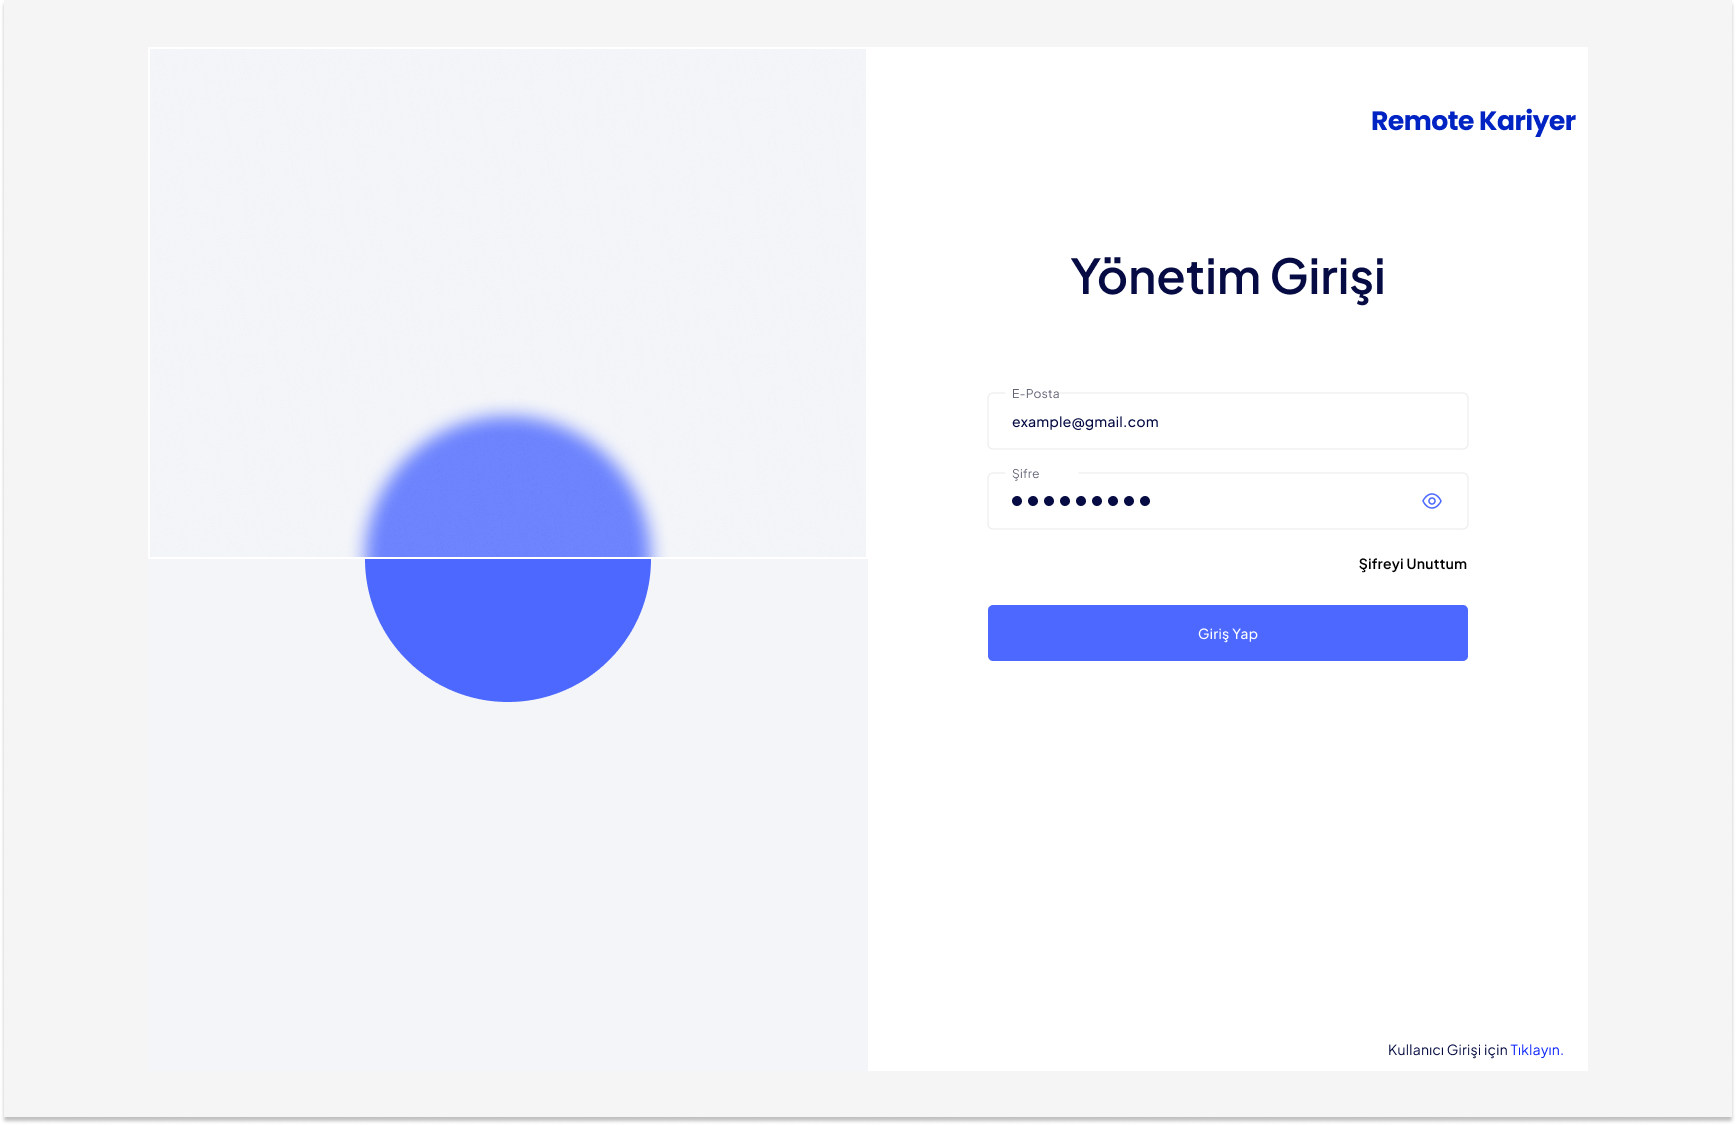 Remote Kariyer
Yönetim Girişi
E-Posta
example@gmail.com
Şifre
Şifreyi Unuttum
Giriş Yap
Kullanıcı Girişi için Tıklayın.